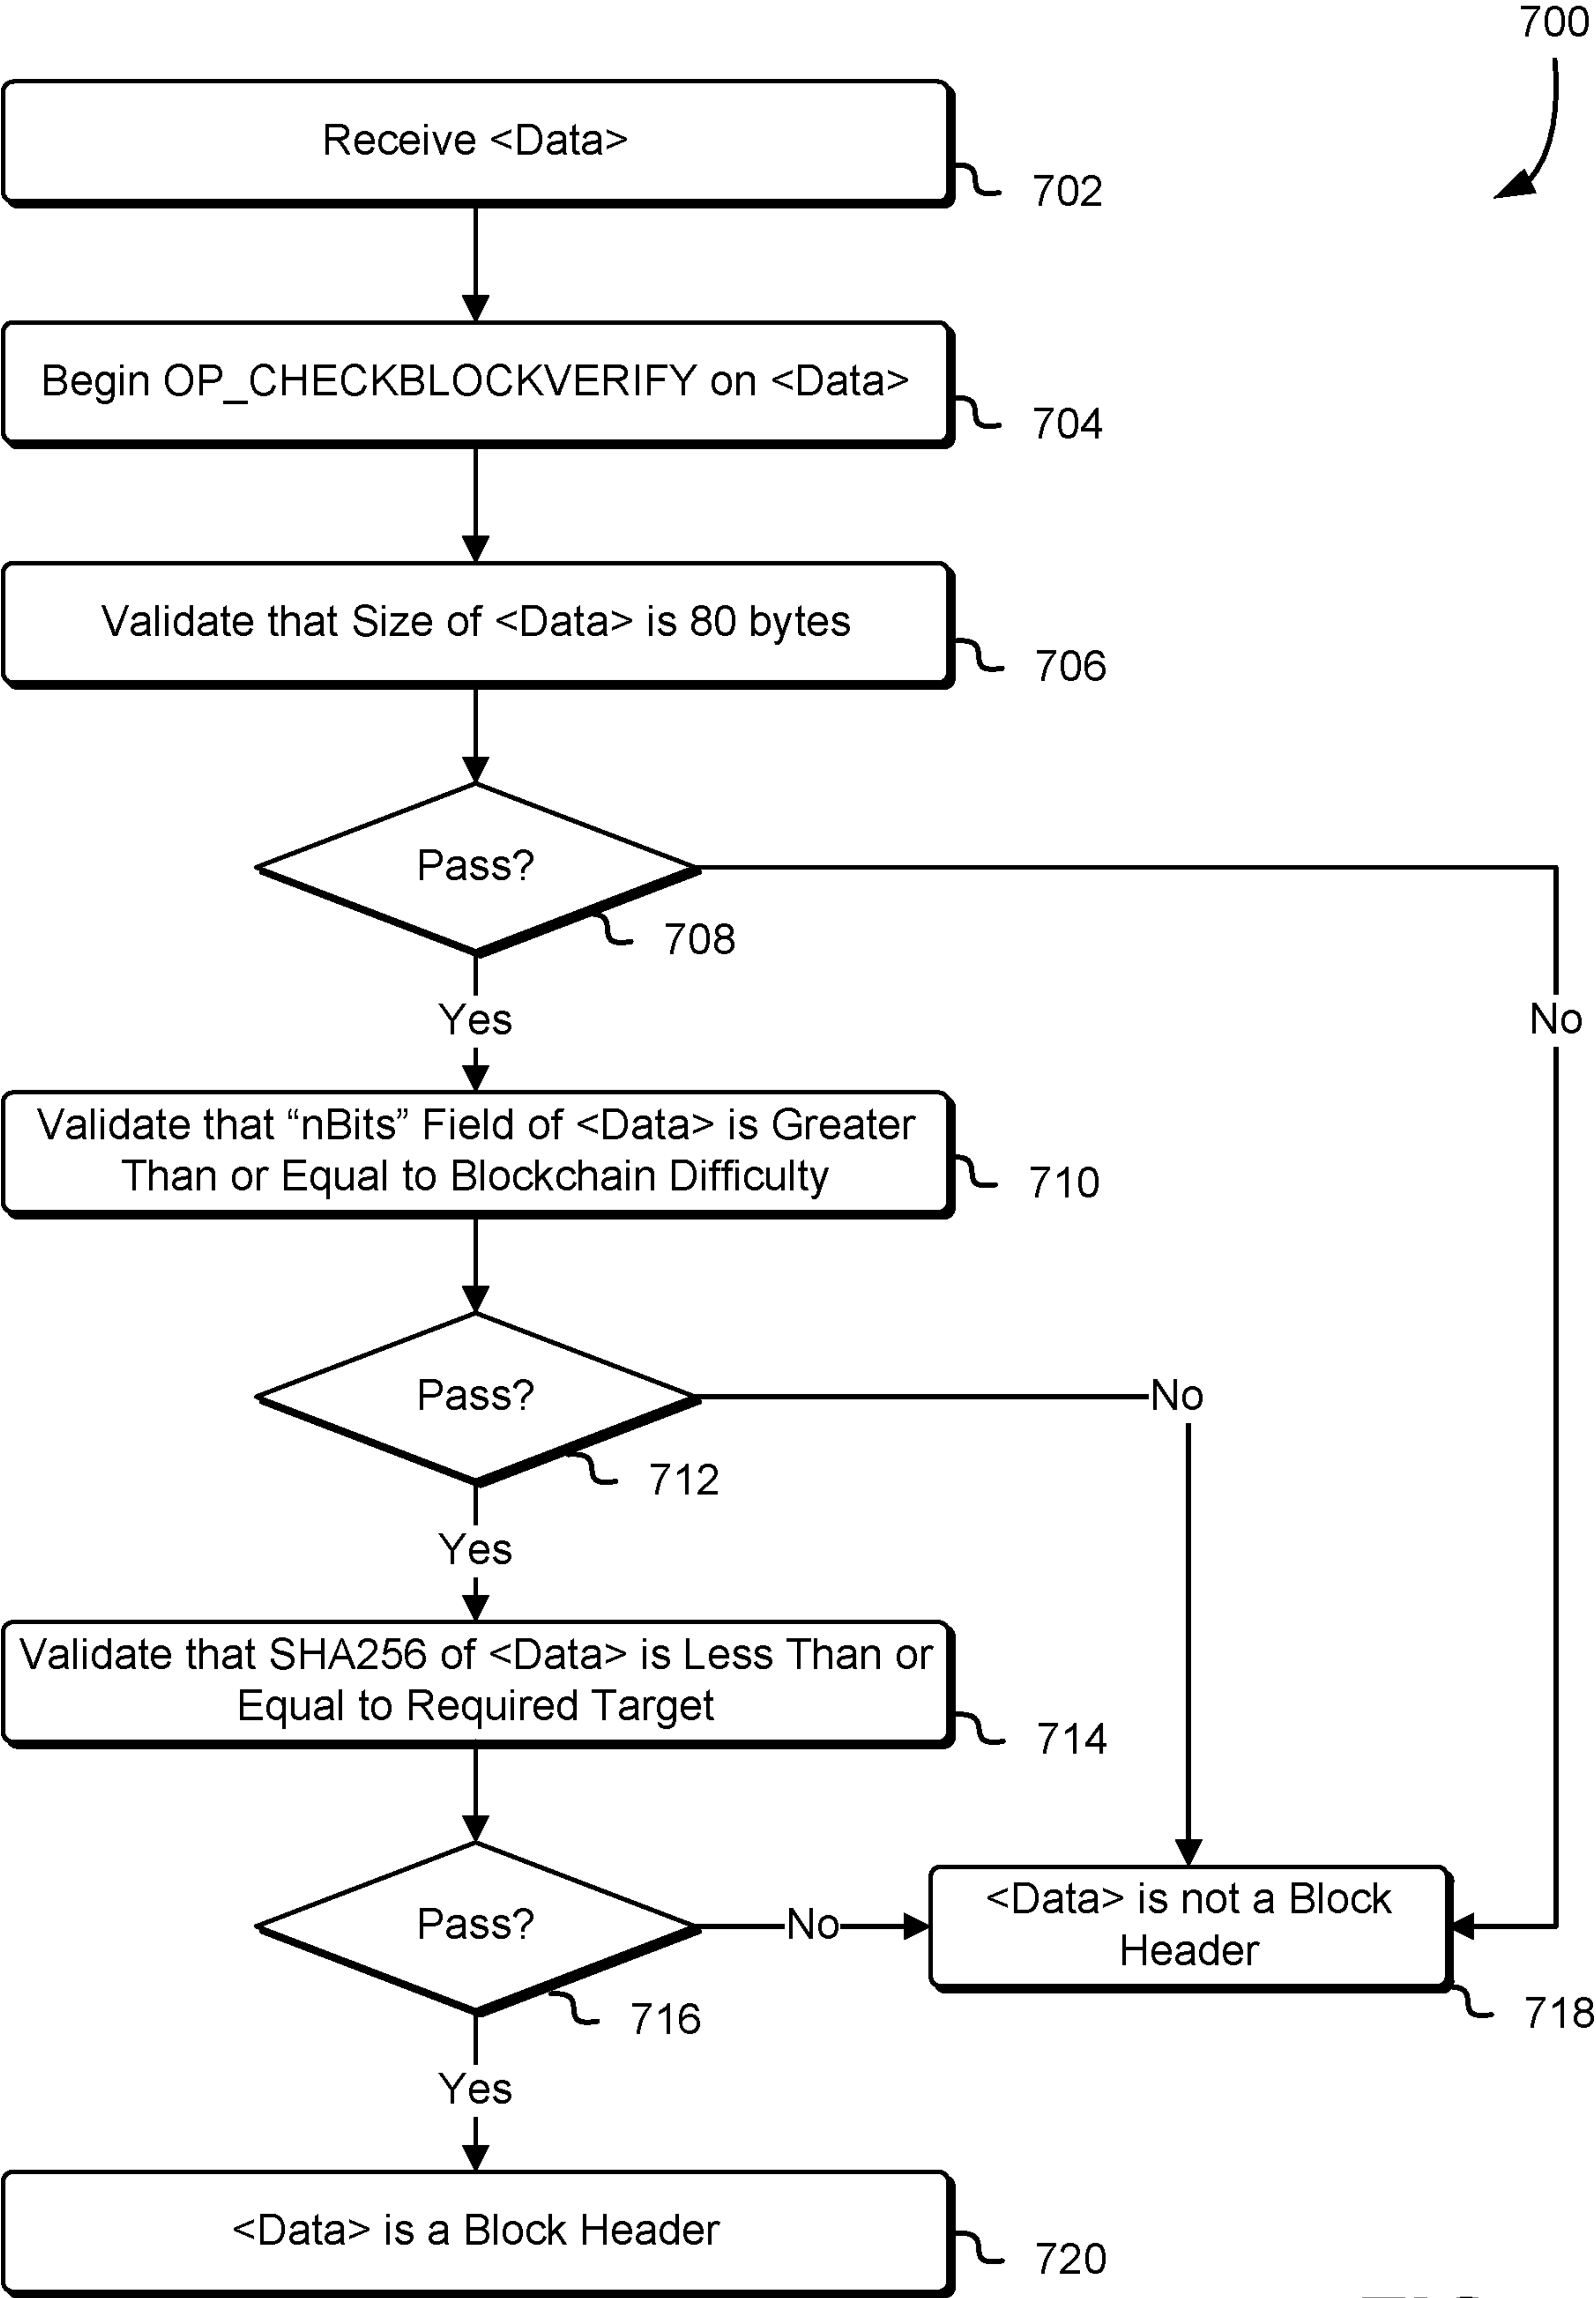 700
Receive <Data>
702
Begin OP_CHECKBLOCKVERIFY on <Data>
704
Validate that Size of <Data> is 80 bytes
706
Pass?
708
Yes
No
Validate that “nBits” Field of <Data> is Greater
Than or Equal to Blockchain Difficulty
710
Pass?
No
712
Yes
Validate that SHA256 of <Data> is Less Than or
Equal to Required Target
714
Pass?
No
<Data> is not a Block
Header
716
718
Yes
<Data> is a Block Header
720